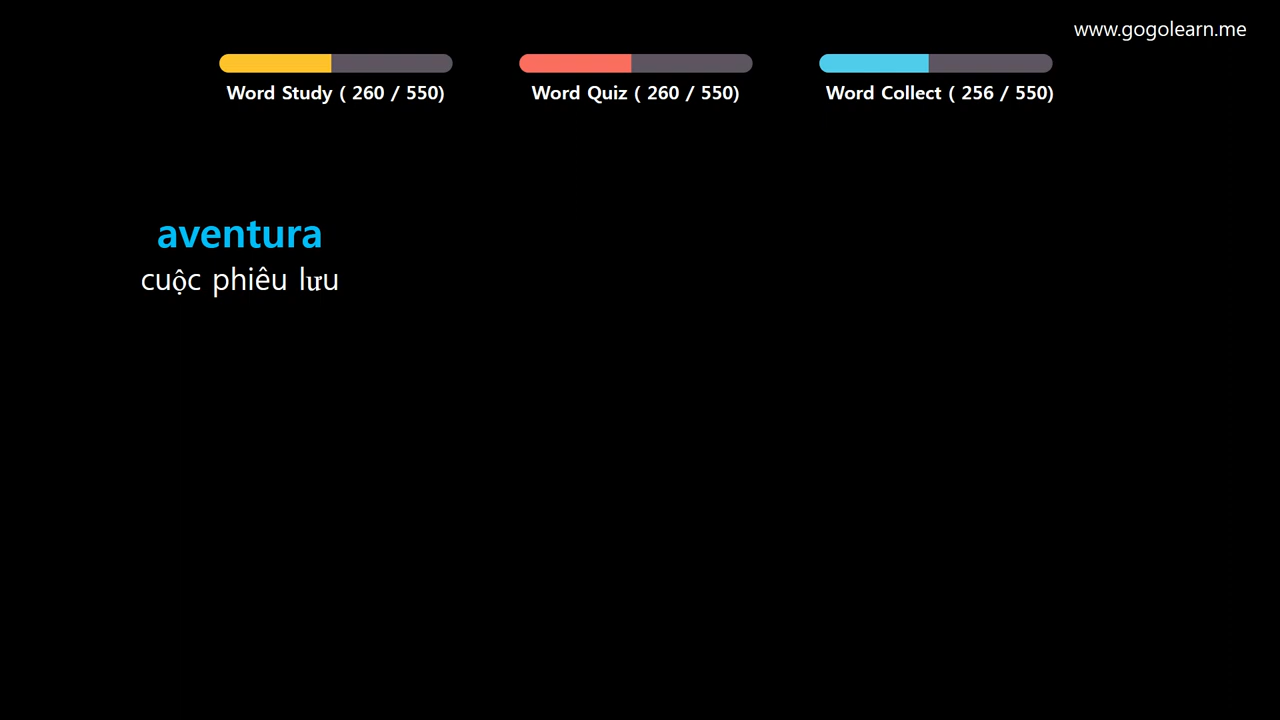 www.gogolearn.me
Word Study ( 260 / 550)
Word Quiz ( 260 / 550)
Word Collect ( 256 / 550)
aventura
cuộc phiêu lưu